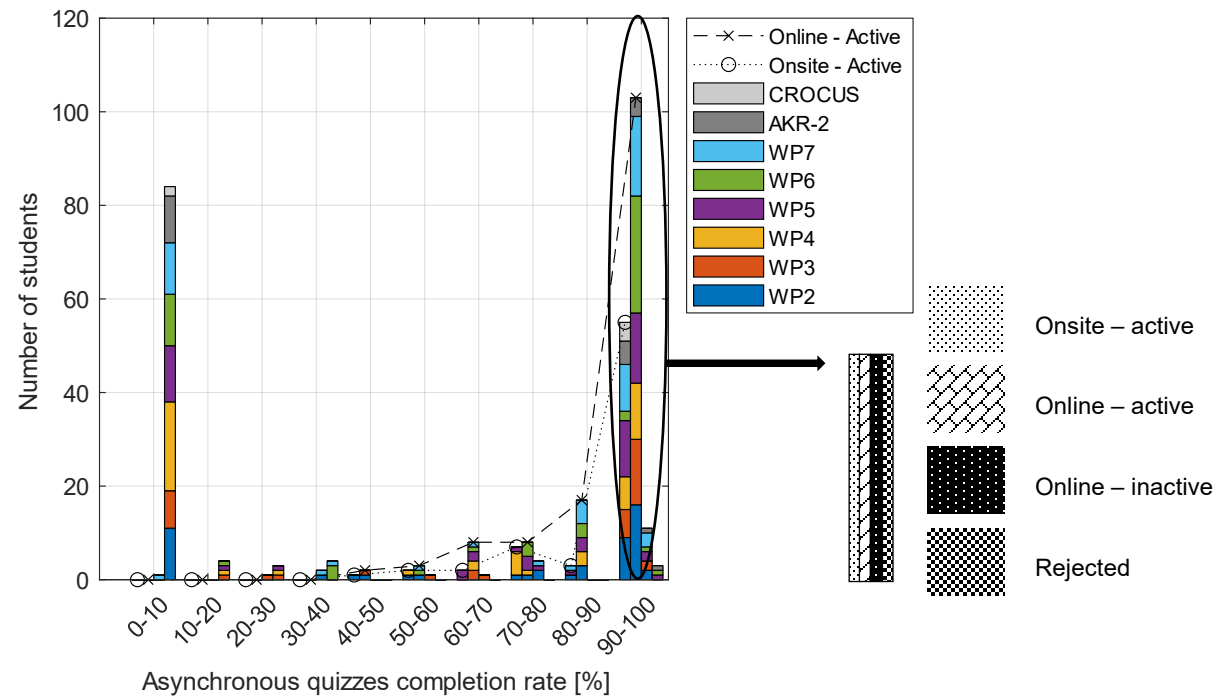 120
100
80
60
40
20
0
Number of students
0-10
10-20
20-30
30-40
40-50
50-60
60-70
70-80
80-90
90-100
Asynchronous quizzes completion rate [%]
Online - Active
Onsite - Active
CROCUS
AKR-2
WP7
WP6
WP5
WP4
WP3
WP2
Onsite – active
Online – active
Online – inactive
Rejected